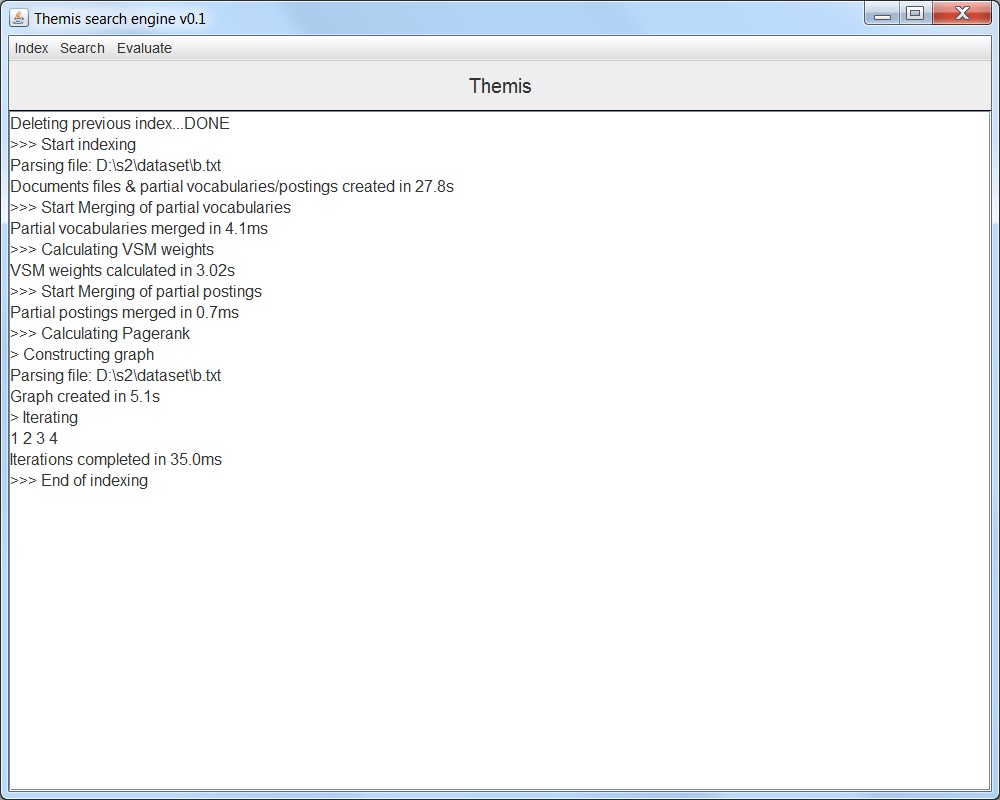 Themis search engine v0.1
Index Search Evaluate
Themis
Deleting previous index...DONE
>>> Start indexing
Parsing file: D:\s2\dataset\b.txt
Documents files & partial vocabularies/postings created in 27.8s
>>> Start Merging of partial vocabularies
Partial vocabularies merged in 4.1ms
>>> Calculating VSM weights
VSM weights calculated in 3.02s
>>> Start Merging of partial postings
Partial postings merged in 0.7ms
>>> Calculating Pagerank
> Constructing graph
Parsing file: D:\s2\dataset\b.txt
Graph created in 5.1s
> Iterating
1 2 3 4
Iterations completed in 35.0ms
>>> End of indexing